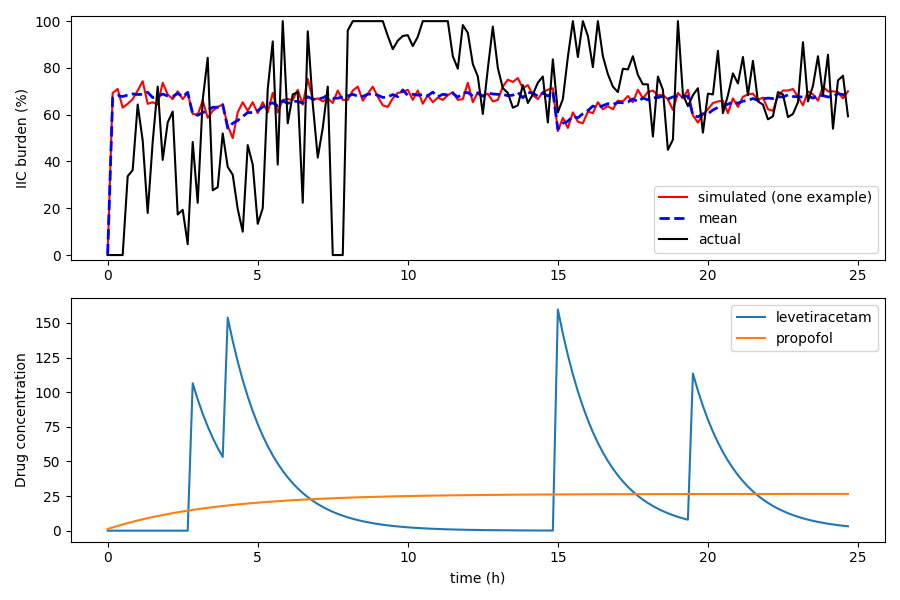 IIC burden (%)
100
80
60
40
20
0
simulated (one example)
mean
actual
0 5 10 15 20 25
Drug concentration
150
125
100
75
50
25
0
levetiracetam
propofol
0 5 10 15 20 25
time (h)